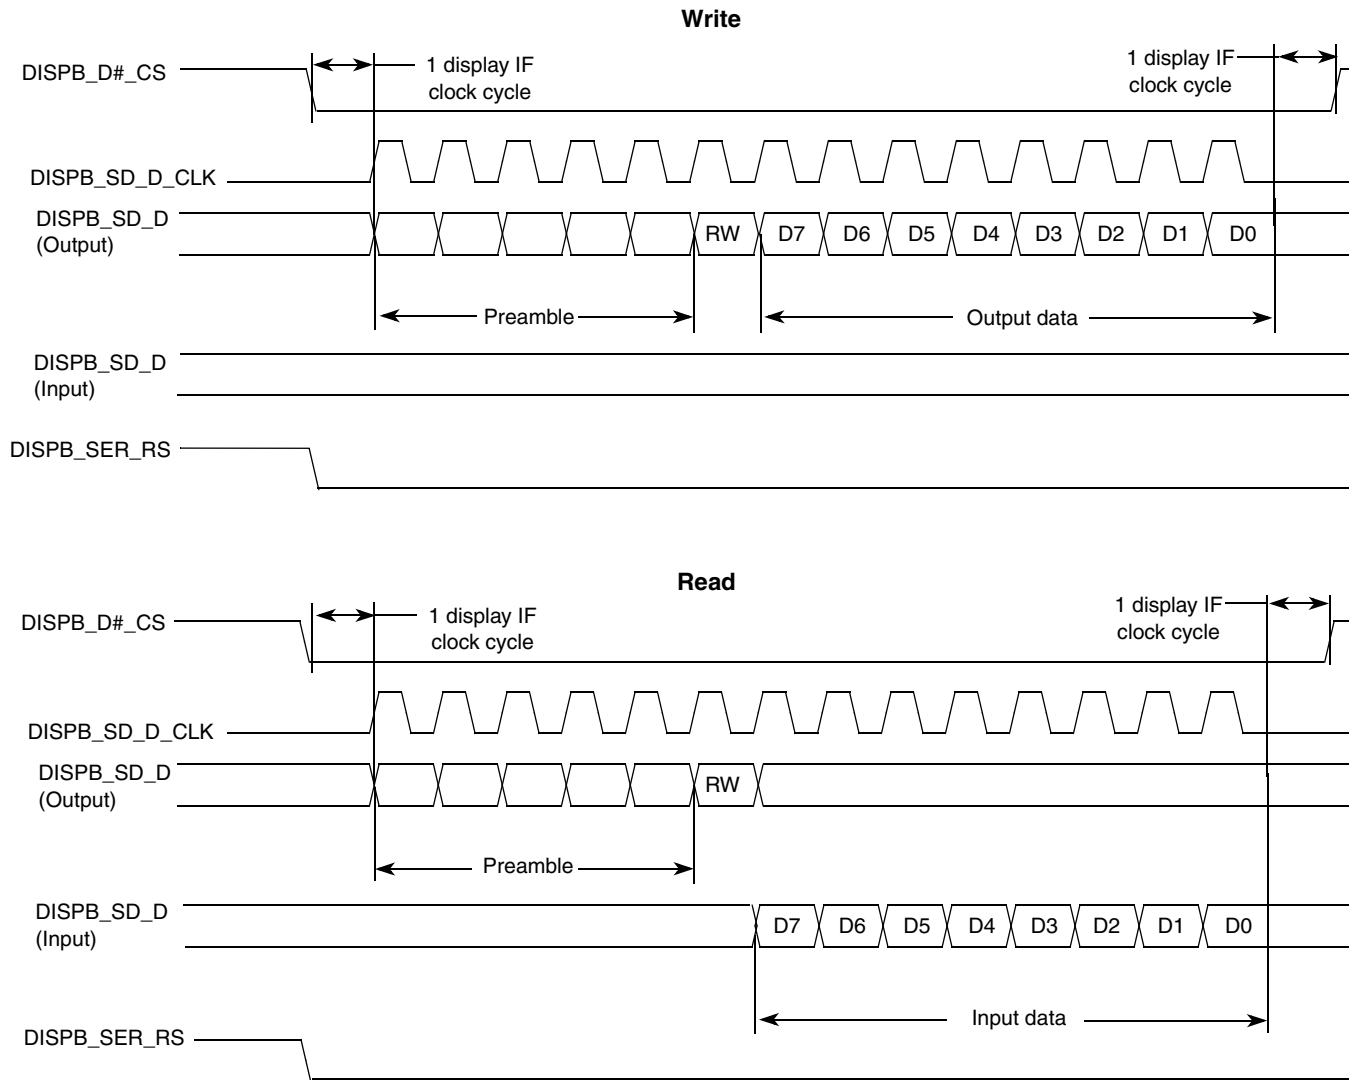 Write
DISPB_D#_CS
1 display IF
clock cycle
1 display IF
clock cycle
DISPB_SD_D_CLK
DISPB_SD_D
(Output)
RW D7 D6 D5 D4 D3 D2 D1 D0
Preamble
Output data
DISPB_SD_D
(Input)
DISPB_SER_RS
Read
DISPB_D#_CS
1 display IF
clock cycle
1 display IF
clock cycle
DISPB_SD_D_CLK
DISPB_SD_D
(Output)
RW
Preamble
DISPB_SD_D
(Input)
D7 D6 D5 D4 D3 D2 D1 D0
Input data
DISPB_SER_RS